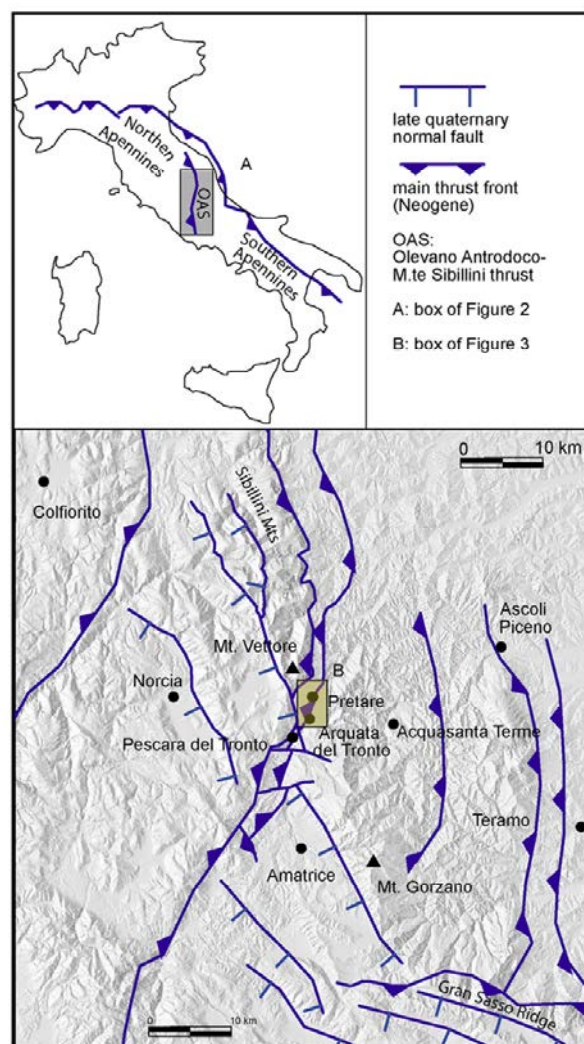 Northen
Apennines
A
OAS
Southern
Apennines
late quaternary
normal fault
main thrust front
(Neogene)
OAS:
Olevano Antrodoco-
M.te Sibillini thrust
A: box of Figure 2
B: box of Figure 3
0 10 km
Colfiorito
Sibillini Mts
Ascoli
Piceno
Mt. Vettore
B
Norcia
Pretare
Pescara del Tronto
Arquata
del Tronto
Acquasanta Terme
Teramo
Amatrice
Mt. Gorzano
Gran Sasso Ridge
0 10 km